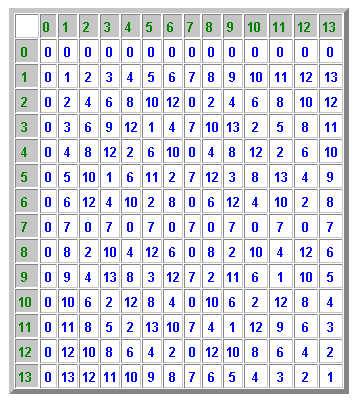 0 1 2 3 4 5 6 7 8 9 10 11 12 13
0 0 0 0 0 0 0 0 0 0 0 0 0 0 0
1 0 1 2 3 4 5 6 7 8 9 10 11 12 13
2 0 2 4 6 8 10 12 0 2 4 6 8 10 12
3 0 3 6 9 12 1 4 7 10 13 2 5 8 11
4 0 4 8 12 2 6 10 0 4 8 12 2 6 10
5 0 5 10 1 6 11 2 7 12 3 8 13 4 9
6 0 6 12 4 10 2 8 0 6 12 4 10 2 8
7 0 7 0 7 0 7 0 7 0 7 0 7 0 7
8 0 8 2 10 4 12 6 0 8 2 10 4 12 6
9 0 9 4 13 8 3 12 7 2 11 6 1 10 5
10 0 10 6 2 12 8 4 0 10 6 2 12 8 4
11 0 11 8 5 2 13 10 7 4 1 12 9 6 3
12 0 12 10 8 6 4 2 0 12 10 8 6 4 2
13 0 13 12 11 10 9 8 7 6 5 4 3 2 1